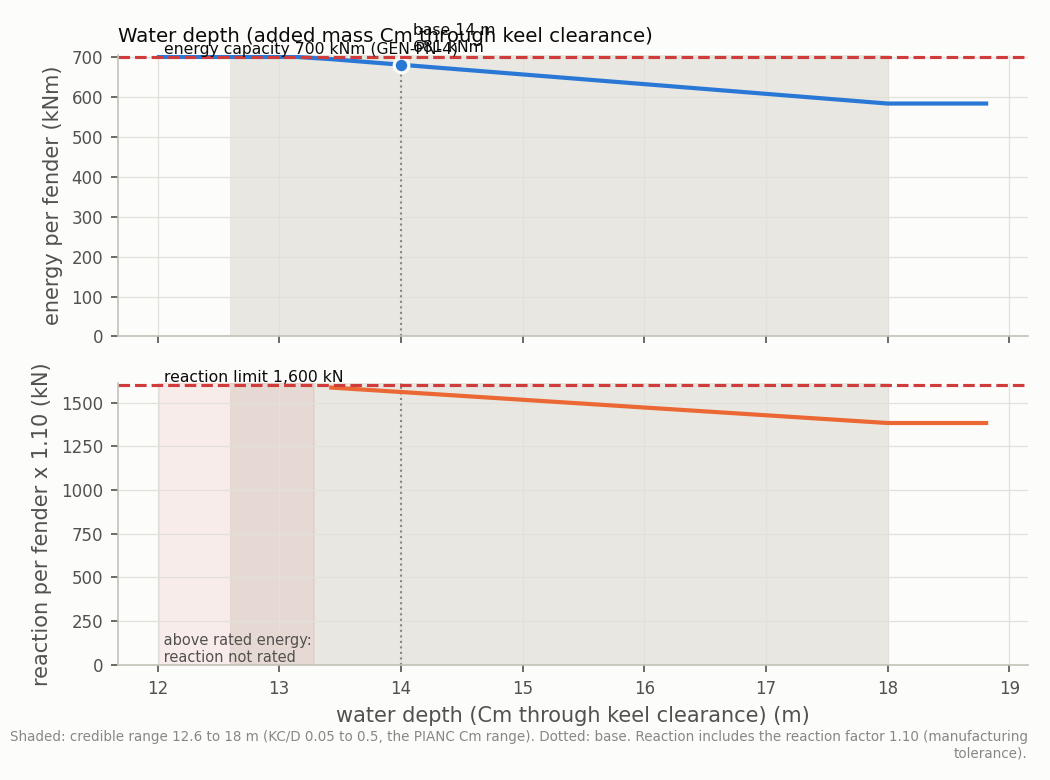 Water depth (added mass Cm through keel clearance)
base 14 m
681 kNm
energy capacity 700 kNm (GEN-FN-4)
energy per fender (kNm)
700
600
500
400
300
200
100
0
reaction limit 1,600 kN
reaction per fender x 1.10 (kN)
1500
1250
1000
750
500
250
0
above rated energy:
reaction not rated
12 13 14 15 16 17 18 19
water depth (Cm through keel clearance) (m)
Shaded: credible range 12.6 to 18 m (KC/D 0.05 to 0.5, the PIANC Cm range). Dotted: base. Reaction includes the reaction factor 1.10 (manufacturing
tolerance).